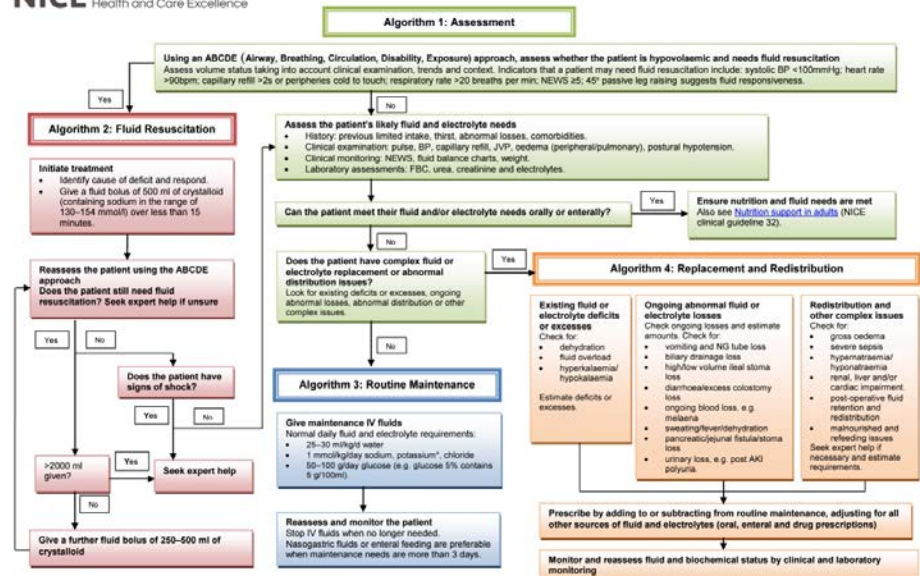 NICE Health and Care Excellence
Algorithm 1: Assessment
Using an ABCDE (Airway, Breathing, Circulation, Disability, Exposure) approach, assess whether the patient is hypovolaemic and needs fluid resuscitation
Assess volume status taking into account clinical examination, trends and context. Indicators that a patient may need fluid resuscitation include: systolic BP <100mmHg; heart rate
>90bpm; capillary refill >2s or peripheries cold to touch; respiratory rate >20 breaths per min; NEWS ≥5; 45° passive leg raising suggests fluid responsiveness.
Yes
No
Algorithm 2: Fluid Resuscitation
Initiate treatment
• Identify cause of deficit and respond.
• Give a fluid bolus of 500 ml of crystalloid
(containing sodium in the range of
130–154 mmol/l) over less than 15
minutes.
Reassess the patient using the ABCDE
approach
Does the patient still need fluid
resuscitation? Seek expert help if unsure
Yes
No
Does the patient have
signs of shock?
Yes
No
>2000 ml
given?
Yes
Seek expert help
No
Give a further fluid bolus of 250–500 ml of
crystalloid
Assess the patient's likely fluid and electrolyte needs
• History: previous limited intake, thirst, abnormal losses, comorbidities.
• Clinical examination: pulse, BP, capillary refill, JVP, oedema (peripheral/pulmonary), postural hypotension.
• Clinical monitoring: NEWS, fluid balance charts, weight.
• Laboratory assessments: FBC, urea, creatinine and electrolytes.
Can the patient meet their fluid and/or electrolyte needs orally or enterally?
Yes
Ensure nutrition and fluid needs are met
Also see Nutrition support in adults (NICE
clinical guideline 32).
No
Does the patient have complex fluid or
electrolyte replacement or abnormal
distribution issues?
Look for existing deficits or excesses, ongoing
abnormal losses, abnormal distribution or other
complex issues.
Yes
No
Algorithm 3: Routine Maintenance
Give maintenance IV fluids
Normal daily fluid and electrolyte requirements:
• 25–30 ml/kg/d water
• 1 mmol/kg/day sodium, potassium*, chloride
• 50–100 g/day glucose (e.g. glucose 5% contains
5 g/100ml).
Reassess and monitor the patient
Stop IV fluids when no longer needed.
Nasogastric fluids or enteral feeding are preferable
when maintenance needs are more than 3 days.
Algorithm 4: Replacement and Redistribution
Existing fluid or
electrolyte deficits
or excesses
Check for:
• dehydration
• fluid overload
• hyperkalaemia/
hypokalaemia
Estimate deficits or
excesses.
Ongoing abnormal fluid or
electrolyte losses
Check ongoing losses and estimate
amounts. Check for:
• vomiting and NG tube loss
• biliary drainage loss
• high/low volume ileal stoma
loss
• diarrhoea/excess colostomy
loss
• ongoing blood loss, e.g.
melaena
• sweating/fever/dehydration
• pancreatic/jejunal fistula/stoma
loss
• urinary loss, e.g. post AKI
polyuria.
Redistribution and
other complex issues
Check for:
• gross oedema
• severe sepsis
• hypernatraemia/
hyponatraemia
• renal, liver and/or
cardiac impairment.
• post-operative fluid
retention and
redistribution
• malnourished and
refeeding issues
Seek expert help if
necessary and estimate
requirements.
Prescribe by adding to or subtracting from routine maintenance, adjusting for all
other sources of fluid and electrolytes (oral, enteral and drug prescriptions)
Monitor and reassess fluid and biochemical status by clinical and laboratory
monitoring